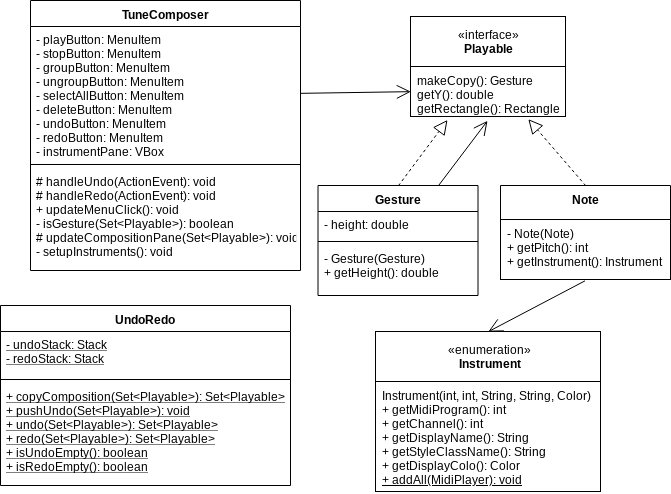 TuneComposer
- playButton: MenuItem
- stopButton: MenuItem
- groupButton: MenuItem
- ungroupButton: MenuItem
- selectAllButton: MenuItem
- deleteButton: MenuItem
- undoButton: MenuItem
- redoButton: MenuItem
- instrumentPane: VBox
# handleUndo(ActionEvent): void
# handleRedo(ActionEvent): void
+ updateMenuClick(): void
- isGesture(Set<Playable>): boolean
# updateCompositionPane(Set<Playable>): void
- setupInstruments(): void
«interface»
Playable
makeCopy(): Gesture
getY(): double
getRectangle(): Rectangle
Gesture
- height: double
- Gesture(Gesture)
+ getHeight(): double
Note
- Note(Note)
+ getPitch(): int
+ getInstrument(): Instrument
UndoRedo
- undoStack: Stack
- redoStack: Stack
+ copyComposition(Set<Playable>): Set<Playable>
+ pushUndo(Set<Playable>): void
+ undo(Set<Playable>): Set<Playable>
+ redo(Set<Playable>): Set<Playable>
+ isUndoEmpty(): boolean
+ isRedoEmpty(): boolean
«enumeration»
Instrument
Instrument(int, int, String, String, Color)
+ getMidiProgram(): int
+ getChannel(): int
+ getDisplayName(): String
+ getStyleClassName(): String
+ getDisplayColo(): Color
+ addAll(MidiPlayer): void